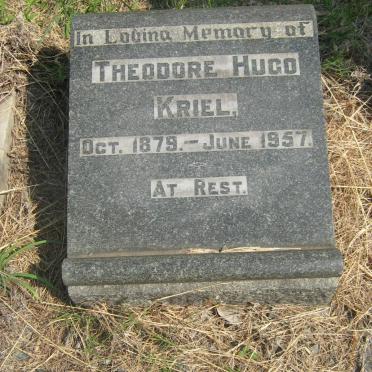 In Loving Memory of
THEODORE HUGO
KRIEL,
OCT. 1879.–JUNE 1957.
AT REST.